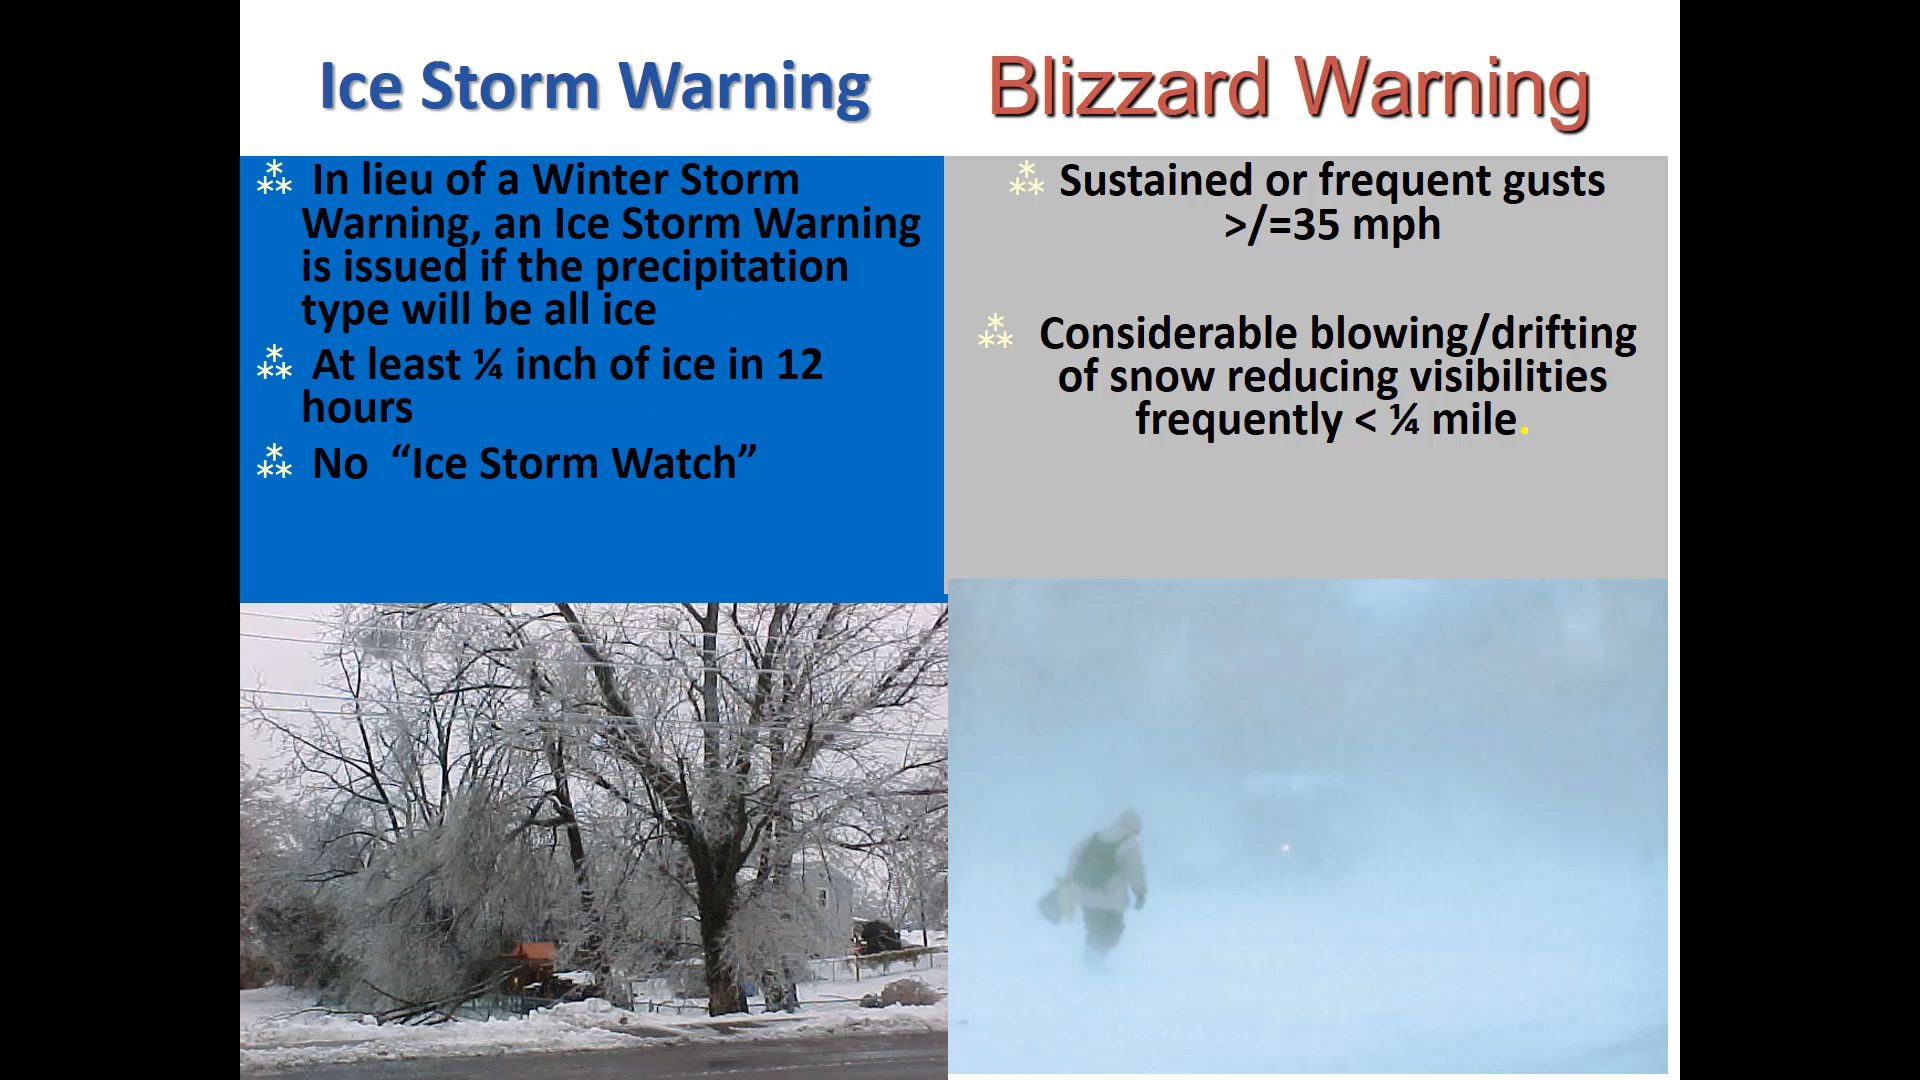 Ice Storm Warning
Blizzard Warning
⁂ In lieu of a Winter Storm
Warning, an Ice Storm Warning
is issued if the precipitation
type will be all ice
⁂ At least ¼ inch of ice in 12
hours
⁂ No “Ice Storm Watch”
⁂ Sustained or frequent gusts
>/=35 mph
⁂ Considerable blowing/drifting
of snow reducing visibilities
frequently < ¼ mile.